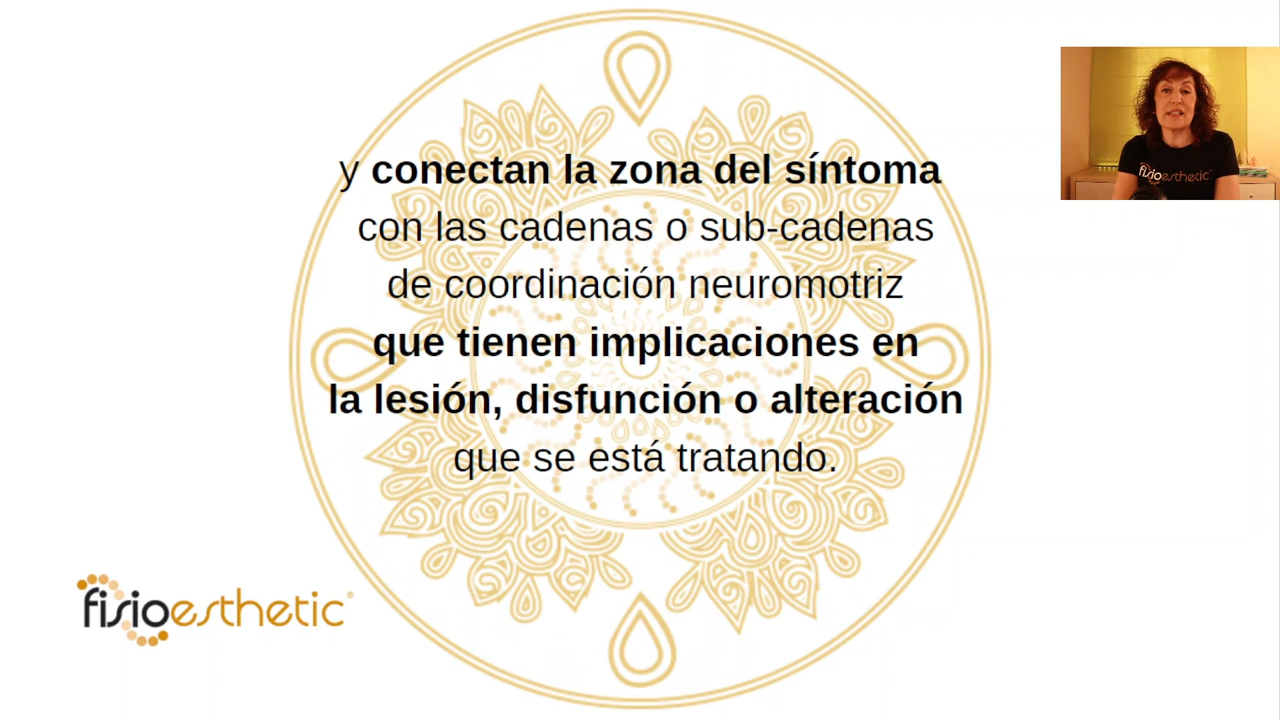 y conectan la zona del síntoma
con las cadenas o sub-cadenas
de coordinación neuromotriz
que tienen implicaciones en
la lesión, disfunción o alteración
que se está tratando.
fisioesthetic®
fisioesthetic